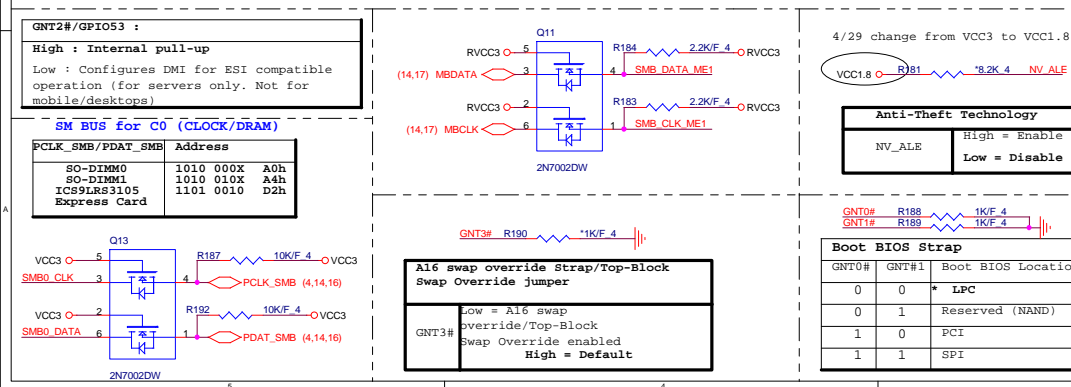 GNT2#/GPIO53 :
High : Internal pull-up
Low : Configures DMI for ESI compatible
operation (for servers only. Not for
mobile/desktops)
SM BUS for C0 (CLOCK/DRAM)
PCLK_SMB/PDAT_SMB Address
SO-DIMM0 1010 000X A0h
SO-DIMM1 1010 010X A4h
ICS9LRS3105 1101 0010 D2h
Express Card
A
Q13
VCC3 5 R187 10K/F_4 VCC3
SMB0_CLK 3 4 PCLK_SMB (4,14,16)
VCC3 2 R192 10K/F_4 VCC3
SMB0_DATA 6 1 PDAT_SMB (4,14,16)
2N7002DW
5
Q11
RVCC3 5 R184 2.2K/F_4 RVCC3
(14,17) MBDATA 3 4 SMB_DATA_ME1
RVCC3 2 R183 2.2K/F_4 RVCC3
(14,17) MBCLK 6 1 SMB_CLK_ME1
2N7002DW
GNT3# R190 *1K/F_4
A16 swap override Strap/Top-Block
Swap Override jumper
GNT3#
Low = A16 swap
override/Top-Block
Swap Override enabled
High = Default
4
4/29 change from VCC3 to VCC1.8
VCC1.8 R181 *8.2K_4 NV_ALE
Anti-Theft Technology
NV_ALE
High = Enable
Low = Disable
GNT0# R188 1K/F_4
GNT1# R189 1K/F_4
Boot BIOS Strap
GNT0# GNT#1 Boot BIOS Locatio
0 0 * LPC
0 1 Reserved (NAND)
1 0 PCI
1 1 SPI